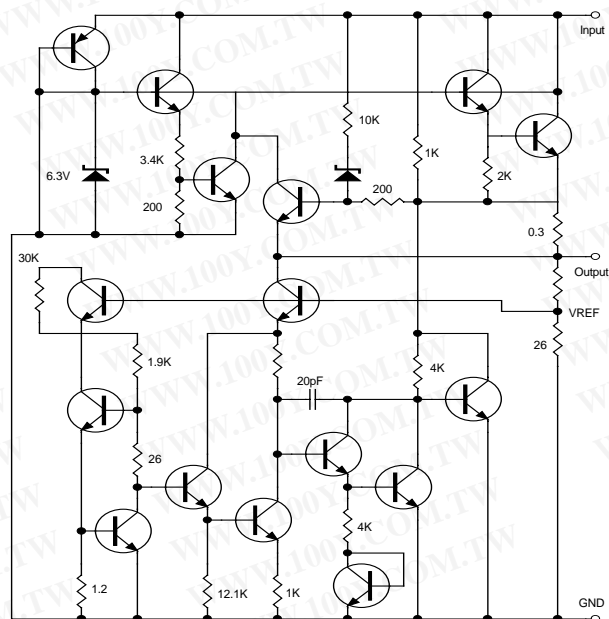 Input
10K
3.4K
1K
6.3V
2K
200
200
0.3
30K
Output
VREF
1.9K
26
20pF
4K
26
4K
1.2
12.1K
1K
GND
WWW.100Y.COM.TW